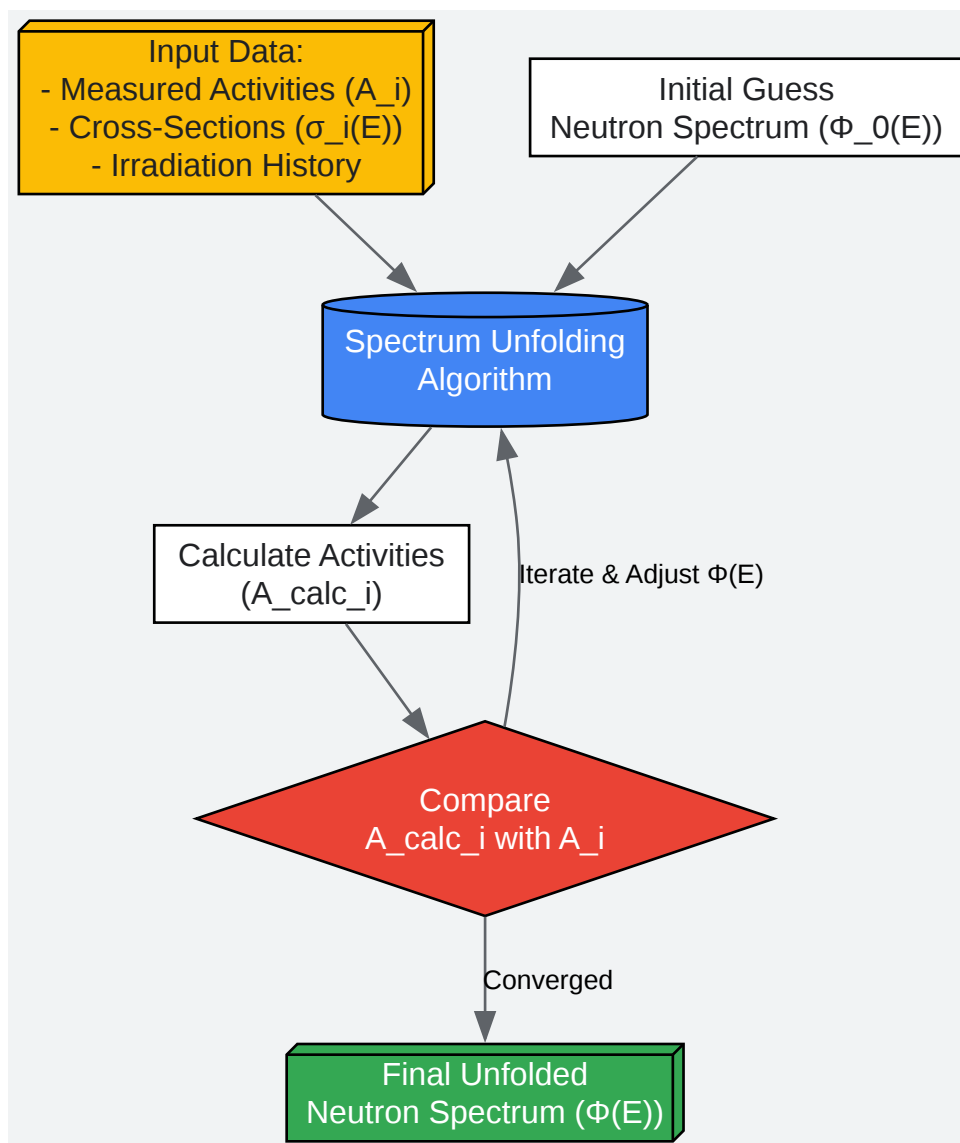 Input Data:
- Measured Activities (A_i)
- Cross-Sections (σ_i(E))
- Irradiation History
Initial Guess
Neutron Spectrum (Φ_0(E))
Spectrum Unfolding
Algorithm
Calculate Activities
(A_calc_i)
Iterate & Adjust Φ(E)
Compare
A_calc_i with A_i
Converged
Final Unfolded
Neutron Spectrum (Φ(E))